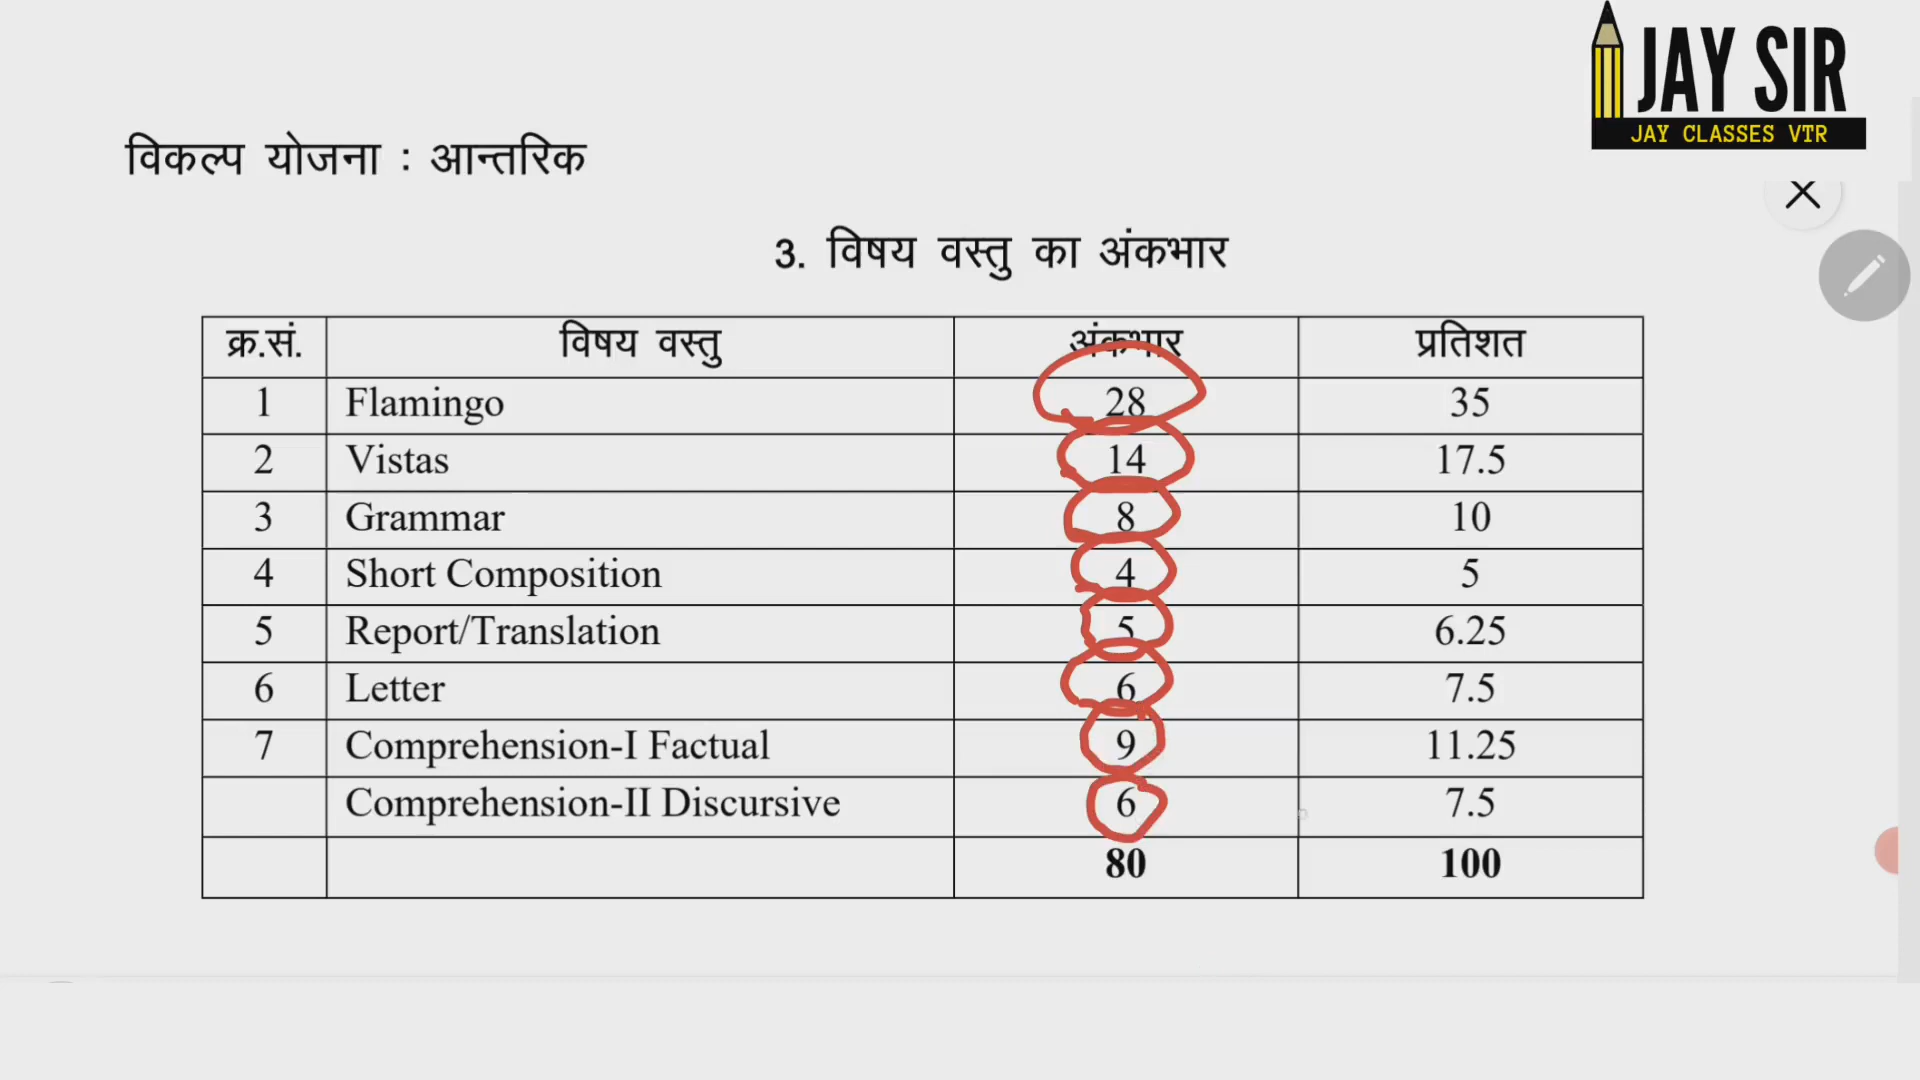 JAY SIR
JAY CLASSES VTR
विकल्प योजना : आन्तरिक
3. विषय वस्तु का अंकभार
क्र.सं. विषय वस्तु अंकभार प्रतिशत
1 Flamingo 28 35
2 Vistas 14 17.5
3 Grammar 8 10
4 Short Composition 4 5
5 Report/Translation 5 6.25
6 Letter 6 7.5
7 Comprehension-I Factual 9 11.25
Comprehension-II Discursive 6 7.5
80 100